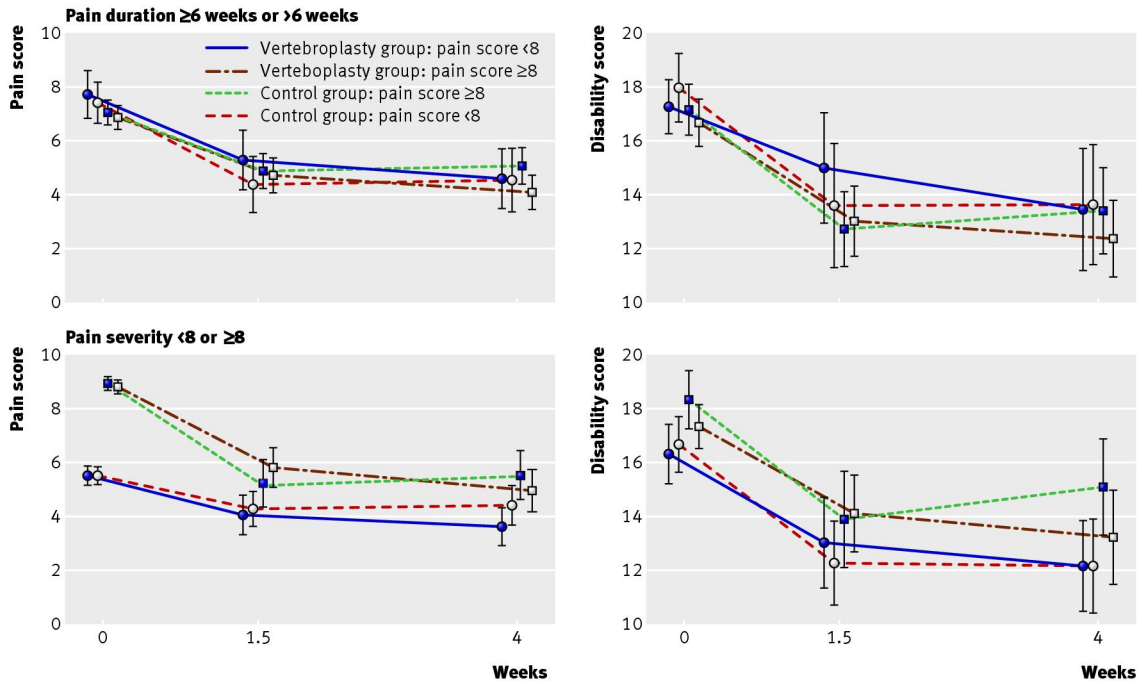 Pain duration ≥6 weeks or >6 weeks
Pain score
10
8
6
4
2
0
Vertebroplasty group: pain score <8
Verteboplasty group: pain score ≥8
Control group: pain score ≥8
Control group: pain score <8
Disability score
20
18
16
14
12
10
Pain severity <8 or ≥8
Pain score
10
8
6
4
2
0
0
1.5
4
Weeks
Disability score
20
18
16
14
12
10
0
1.5
4
Weeks